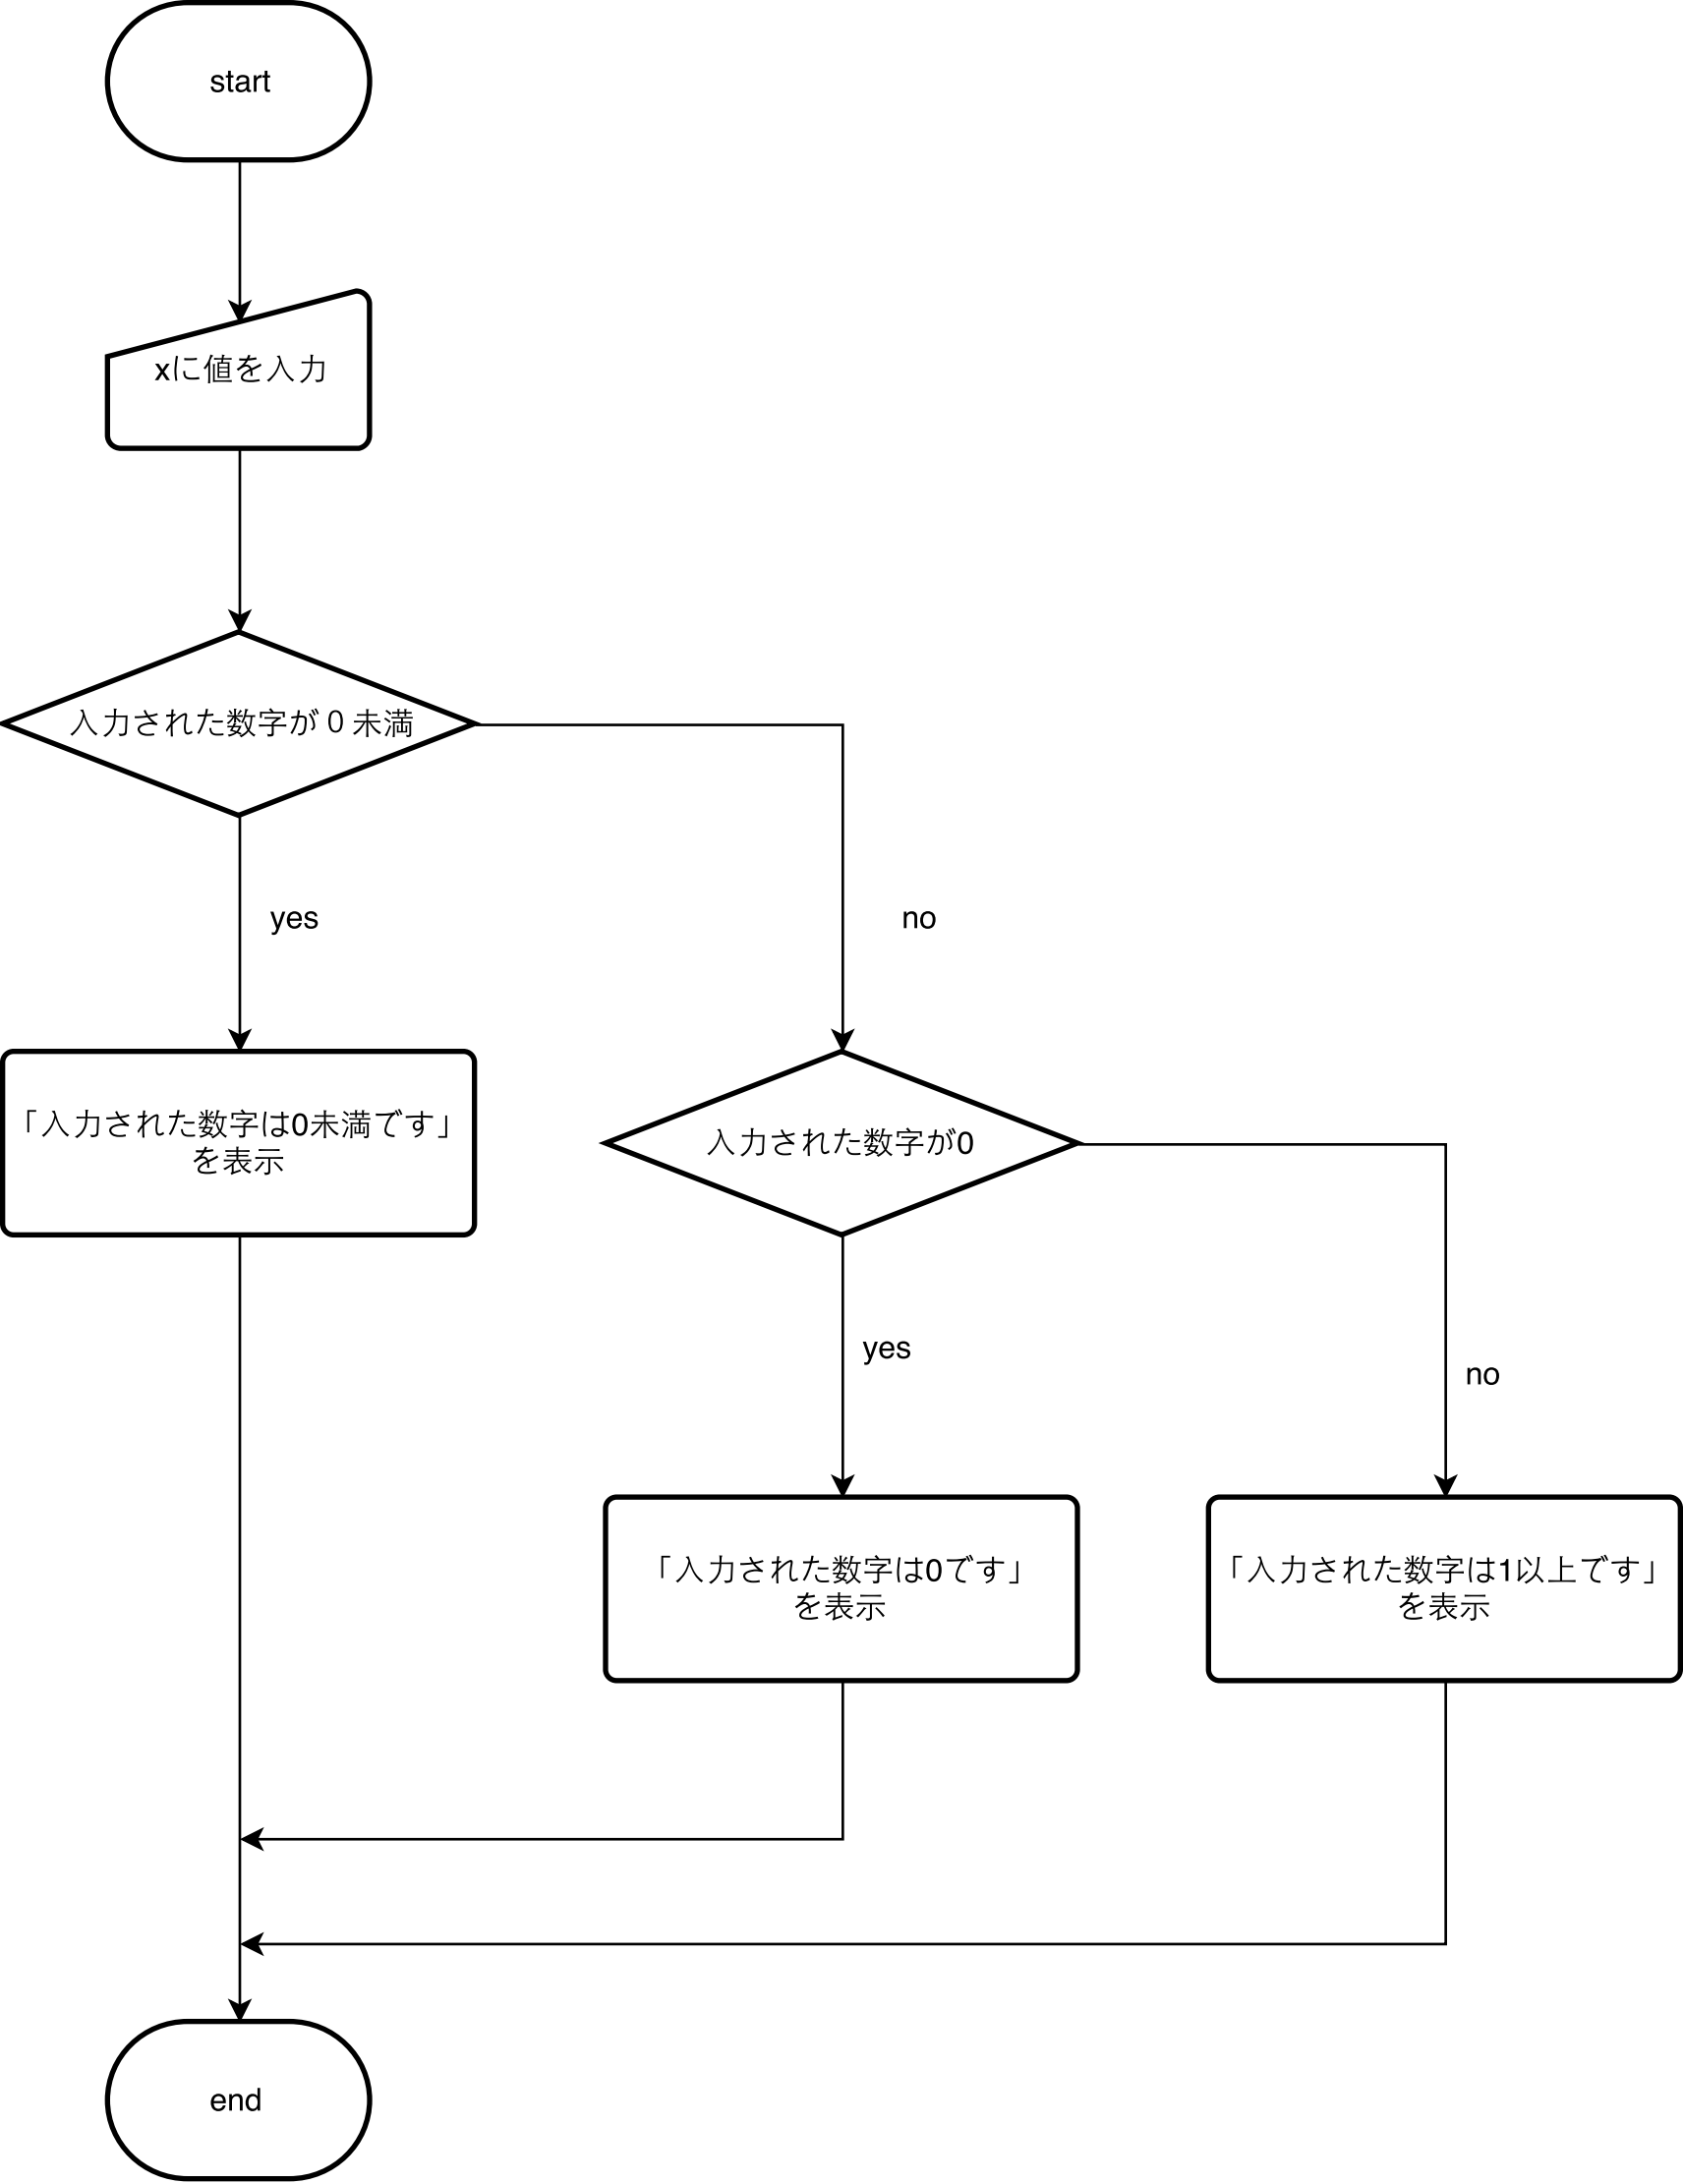 start
xに値を入力
入力された数字が０未満
yes
no
「入力された数字は0未満です」
を表示
入力された数字が0
yes
no
「入力された数字は0です」
を表示
「入力された数字は1以上です」
を表示
end